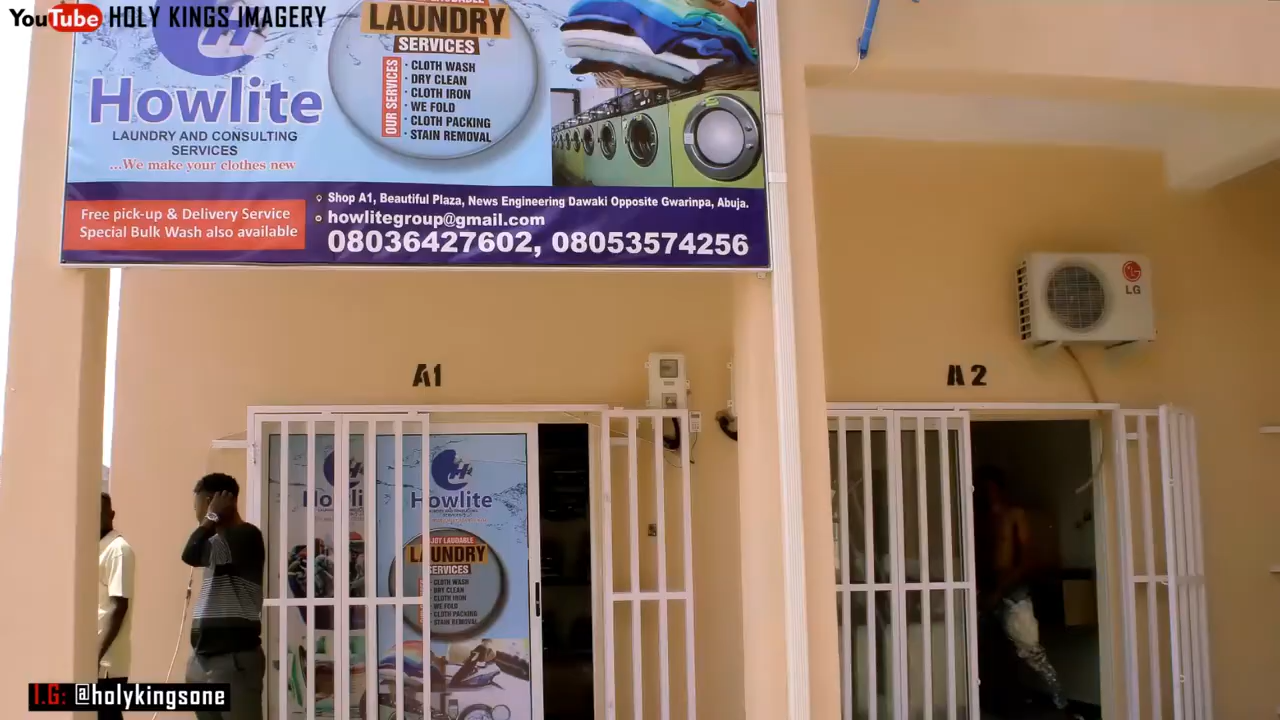 YouTube HOLY KINGS IMAGERY
Howlite
LAUNDRY AND CONSULTING
SERVICES
...We make your clothes new
LAUNDRY
SERVICES
OUR SERVICES
· CLOTH WASH
· DRY CLEAN
· CLOTH IRON
· WE FOLD
· CLOTH PACKING
· STAIN REMOVAL
Free pick-up & Delivery Service
Special Bulk Wash also available
Shop A1, Beautiful Plaza, News Engineering Dawaki Opposite Gwarinpa, Abuja.
howlitegroup@gmail.com
08036427602, 08053574256
LG
A1
A2
Howlite
LAUNDRY
SERVICES
CLOTH WASH
DRY CLEAN
CLOTH IRON
WE FOLD
CLOTH PACKING
STAIN REMOVAL
I.G: @holykingsone